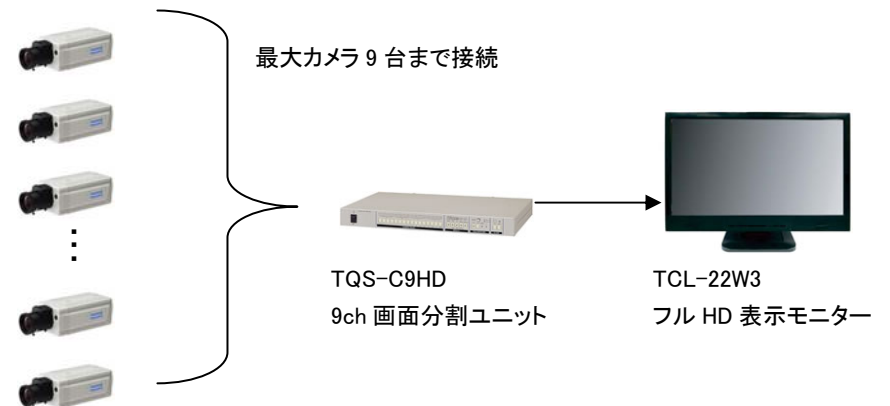 最大カメラ 9 台まで接続
TQS-C9HD
9ch 画面分割ユニット
TCL-22W3
フル HD 表示モニター